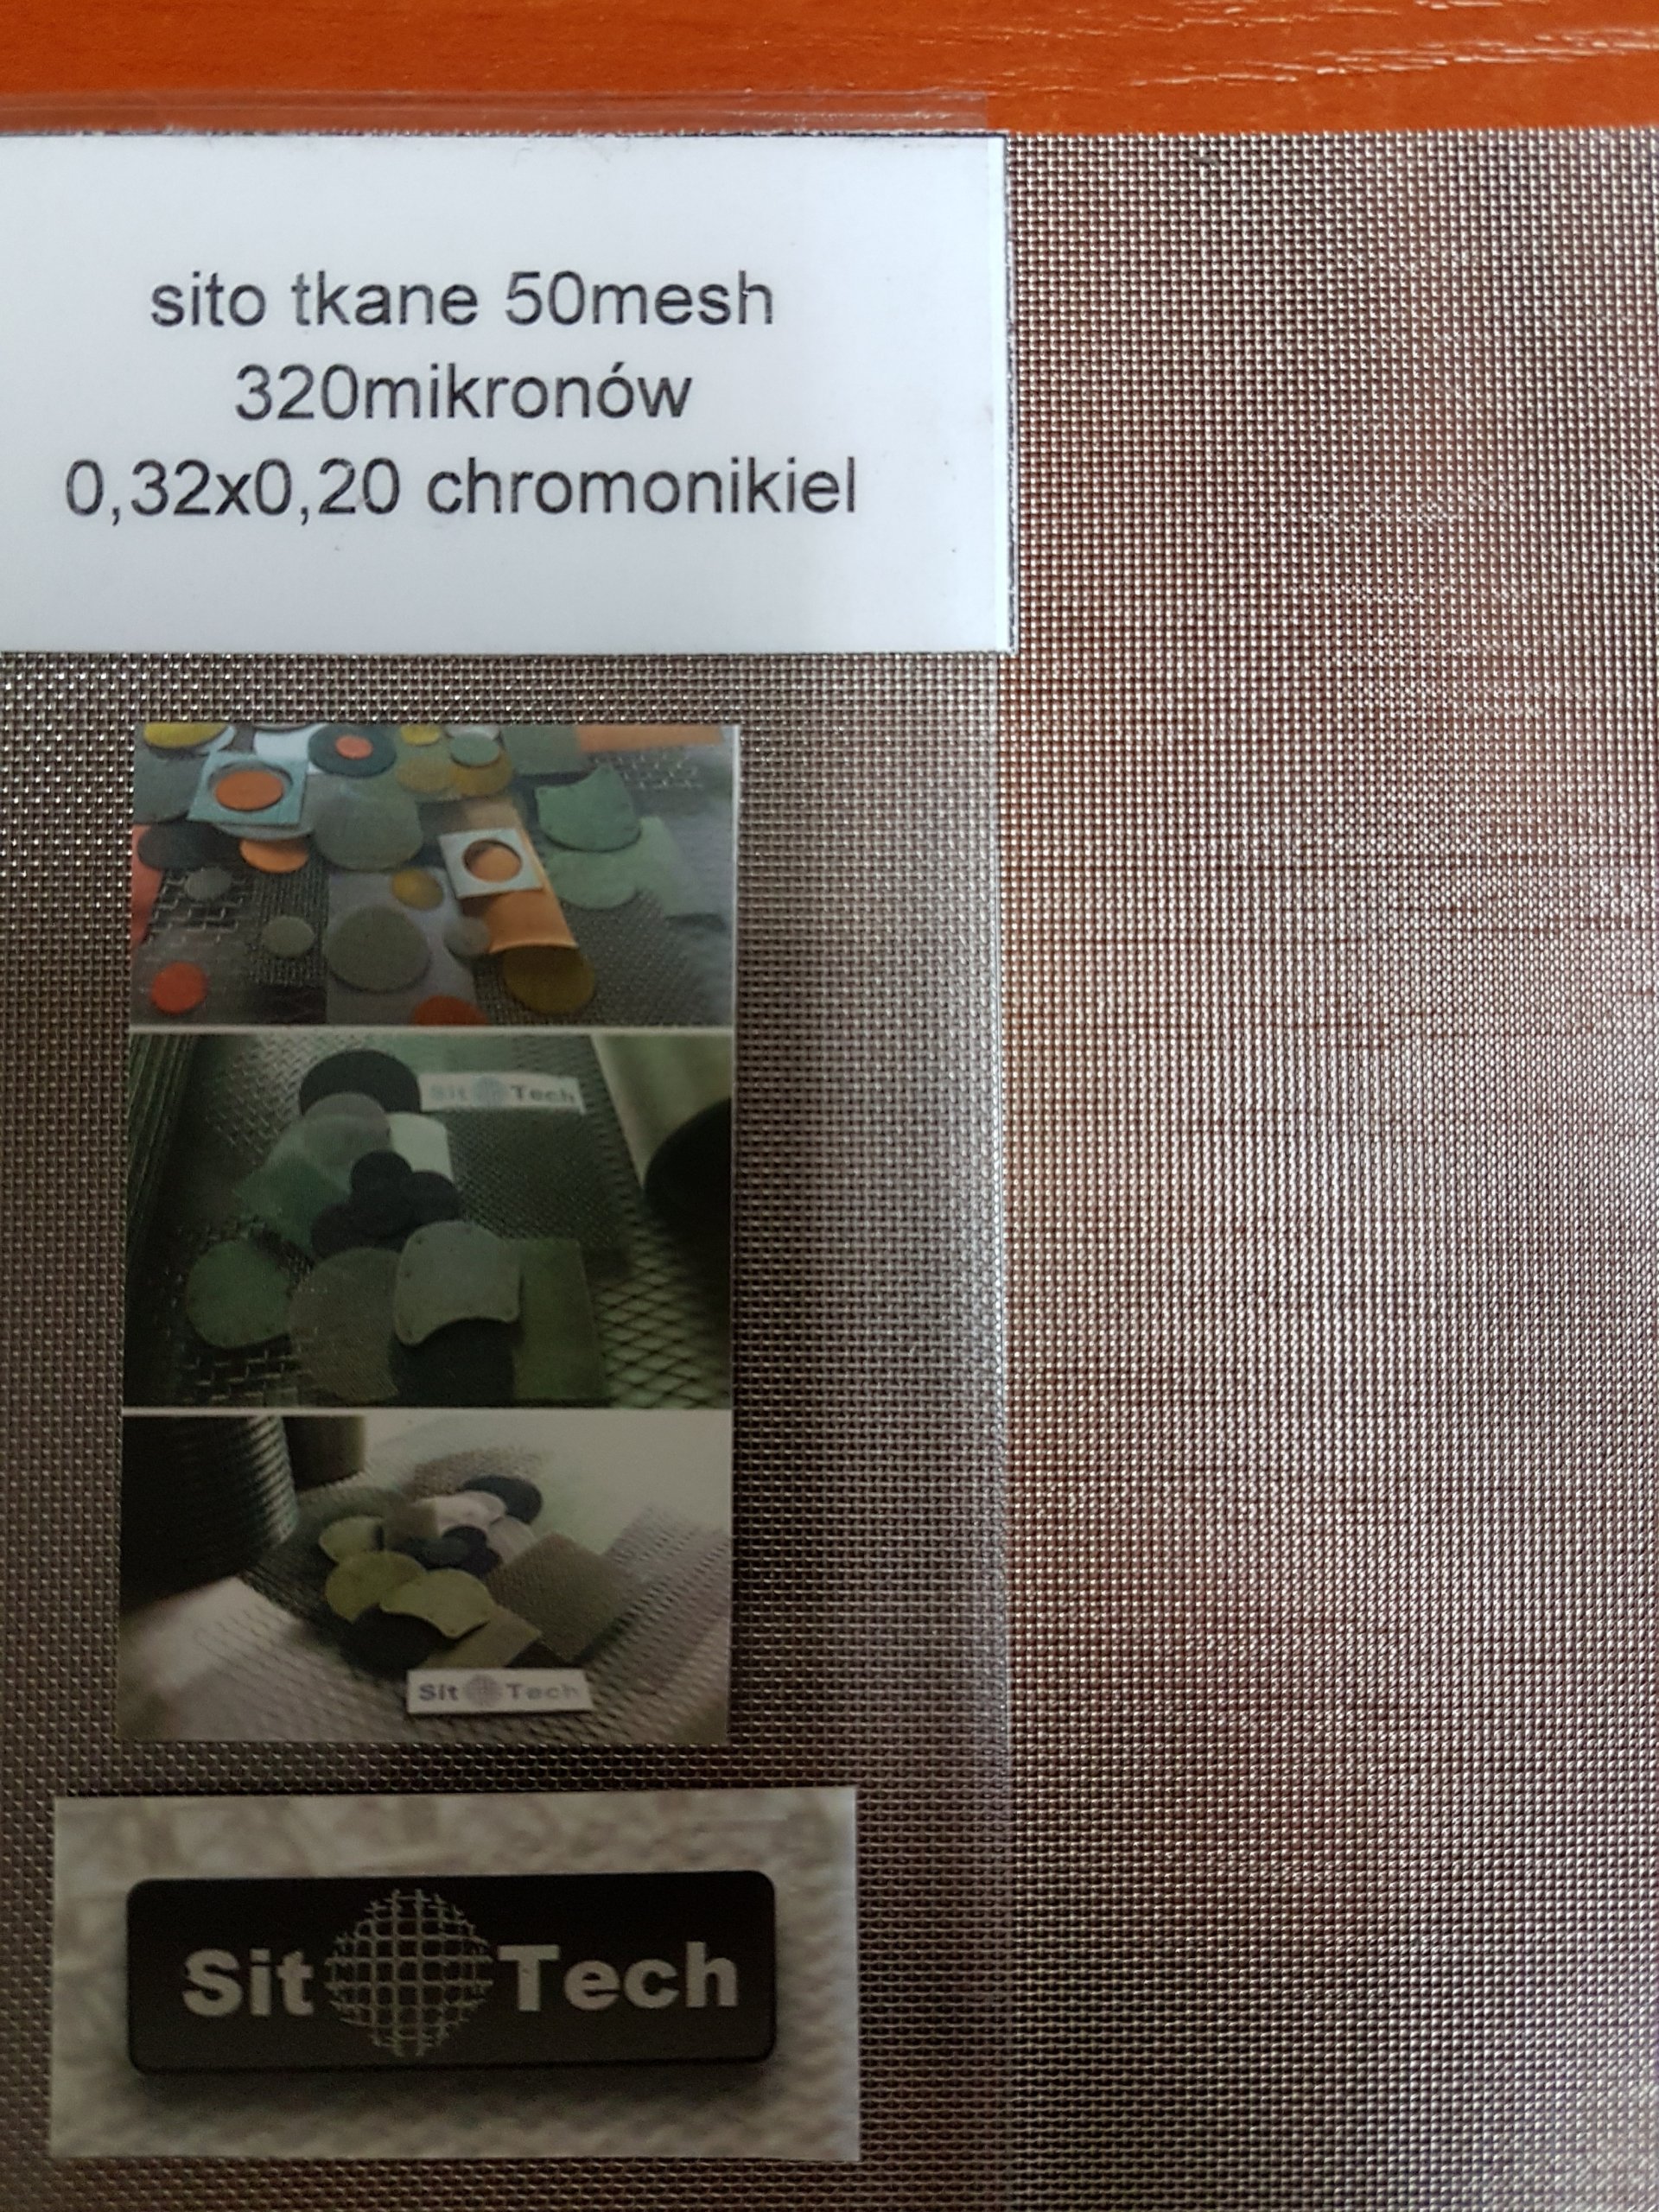 sito tkane 50mesh
320mikronów
0,32x0,20 chromonikiel
Sit Tech
Sit Tech
Sit Tech